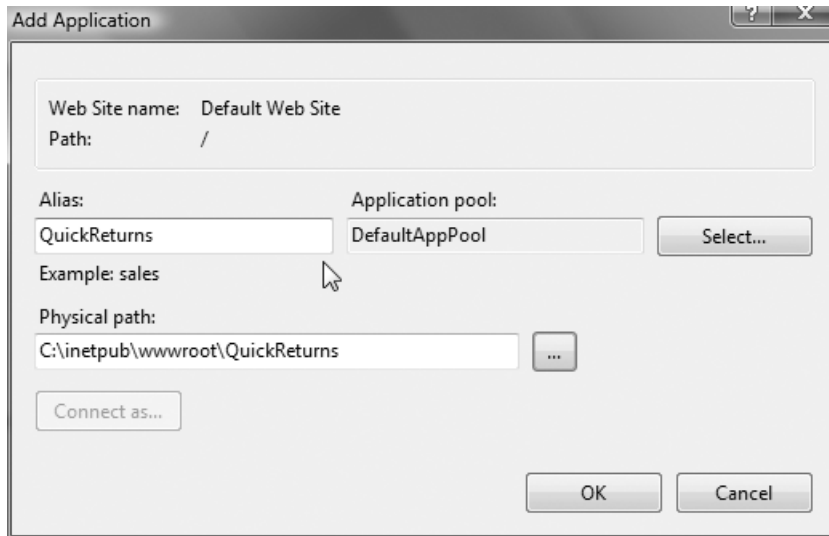 Add Application
? X
Web Site name: Default Web Site
Path: /
Alias:
Application pool:
QuickReturns
DefaultAppPool
Select...
Example: sales
Physical path:
C:\inetpub\wwwroot\QuickReturns
...
Connect as...
OK
Cancel